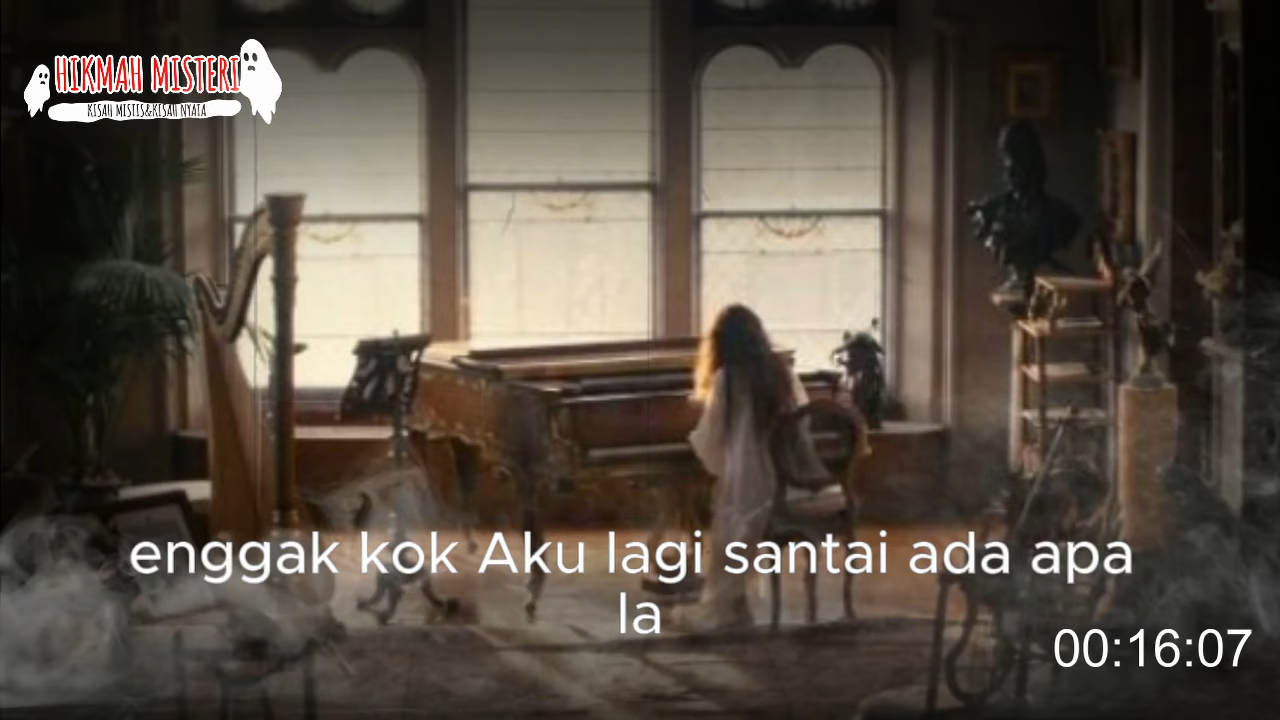 HIKMAH MISTERI
KISAH MISTIS&KISAH NYATA
enggak kok Aku lagi santai ada apa
la
00:16:07